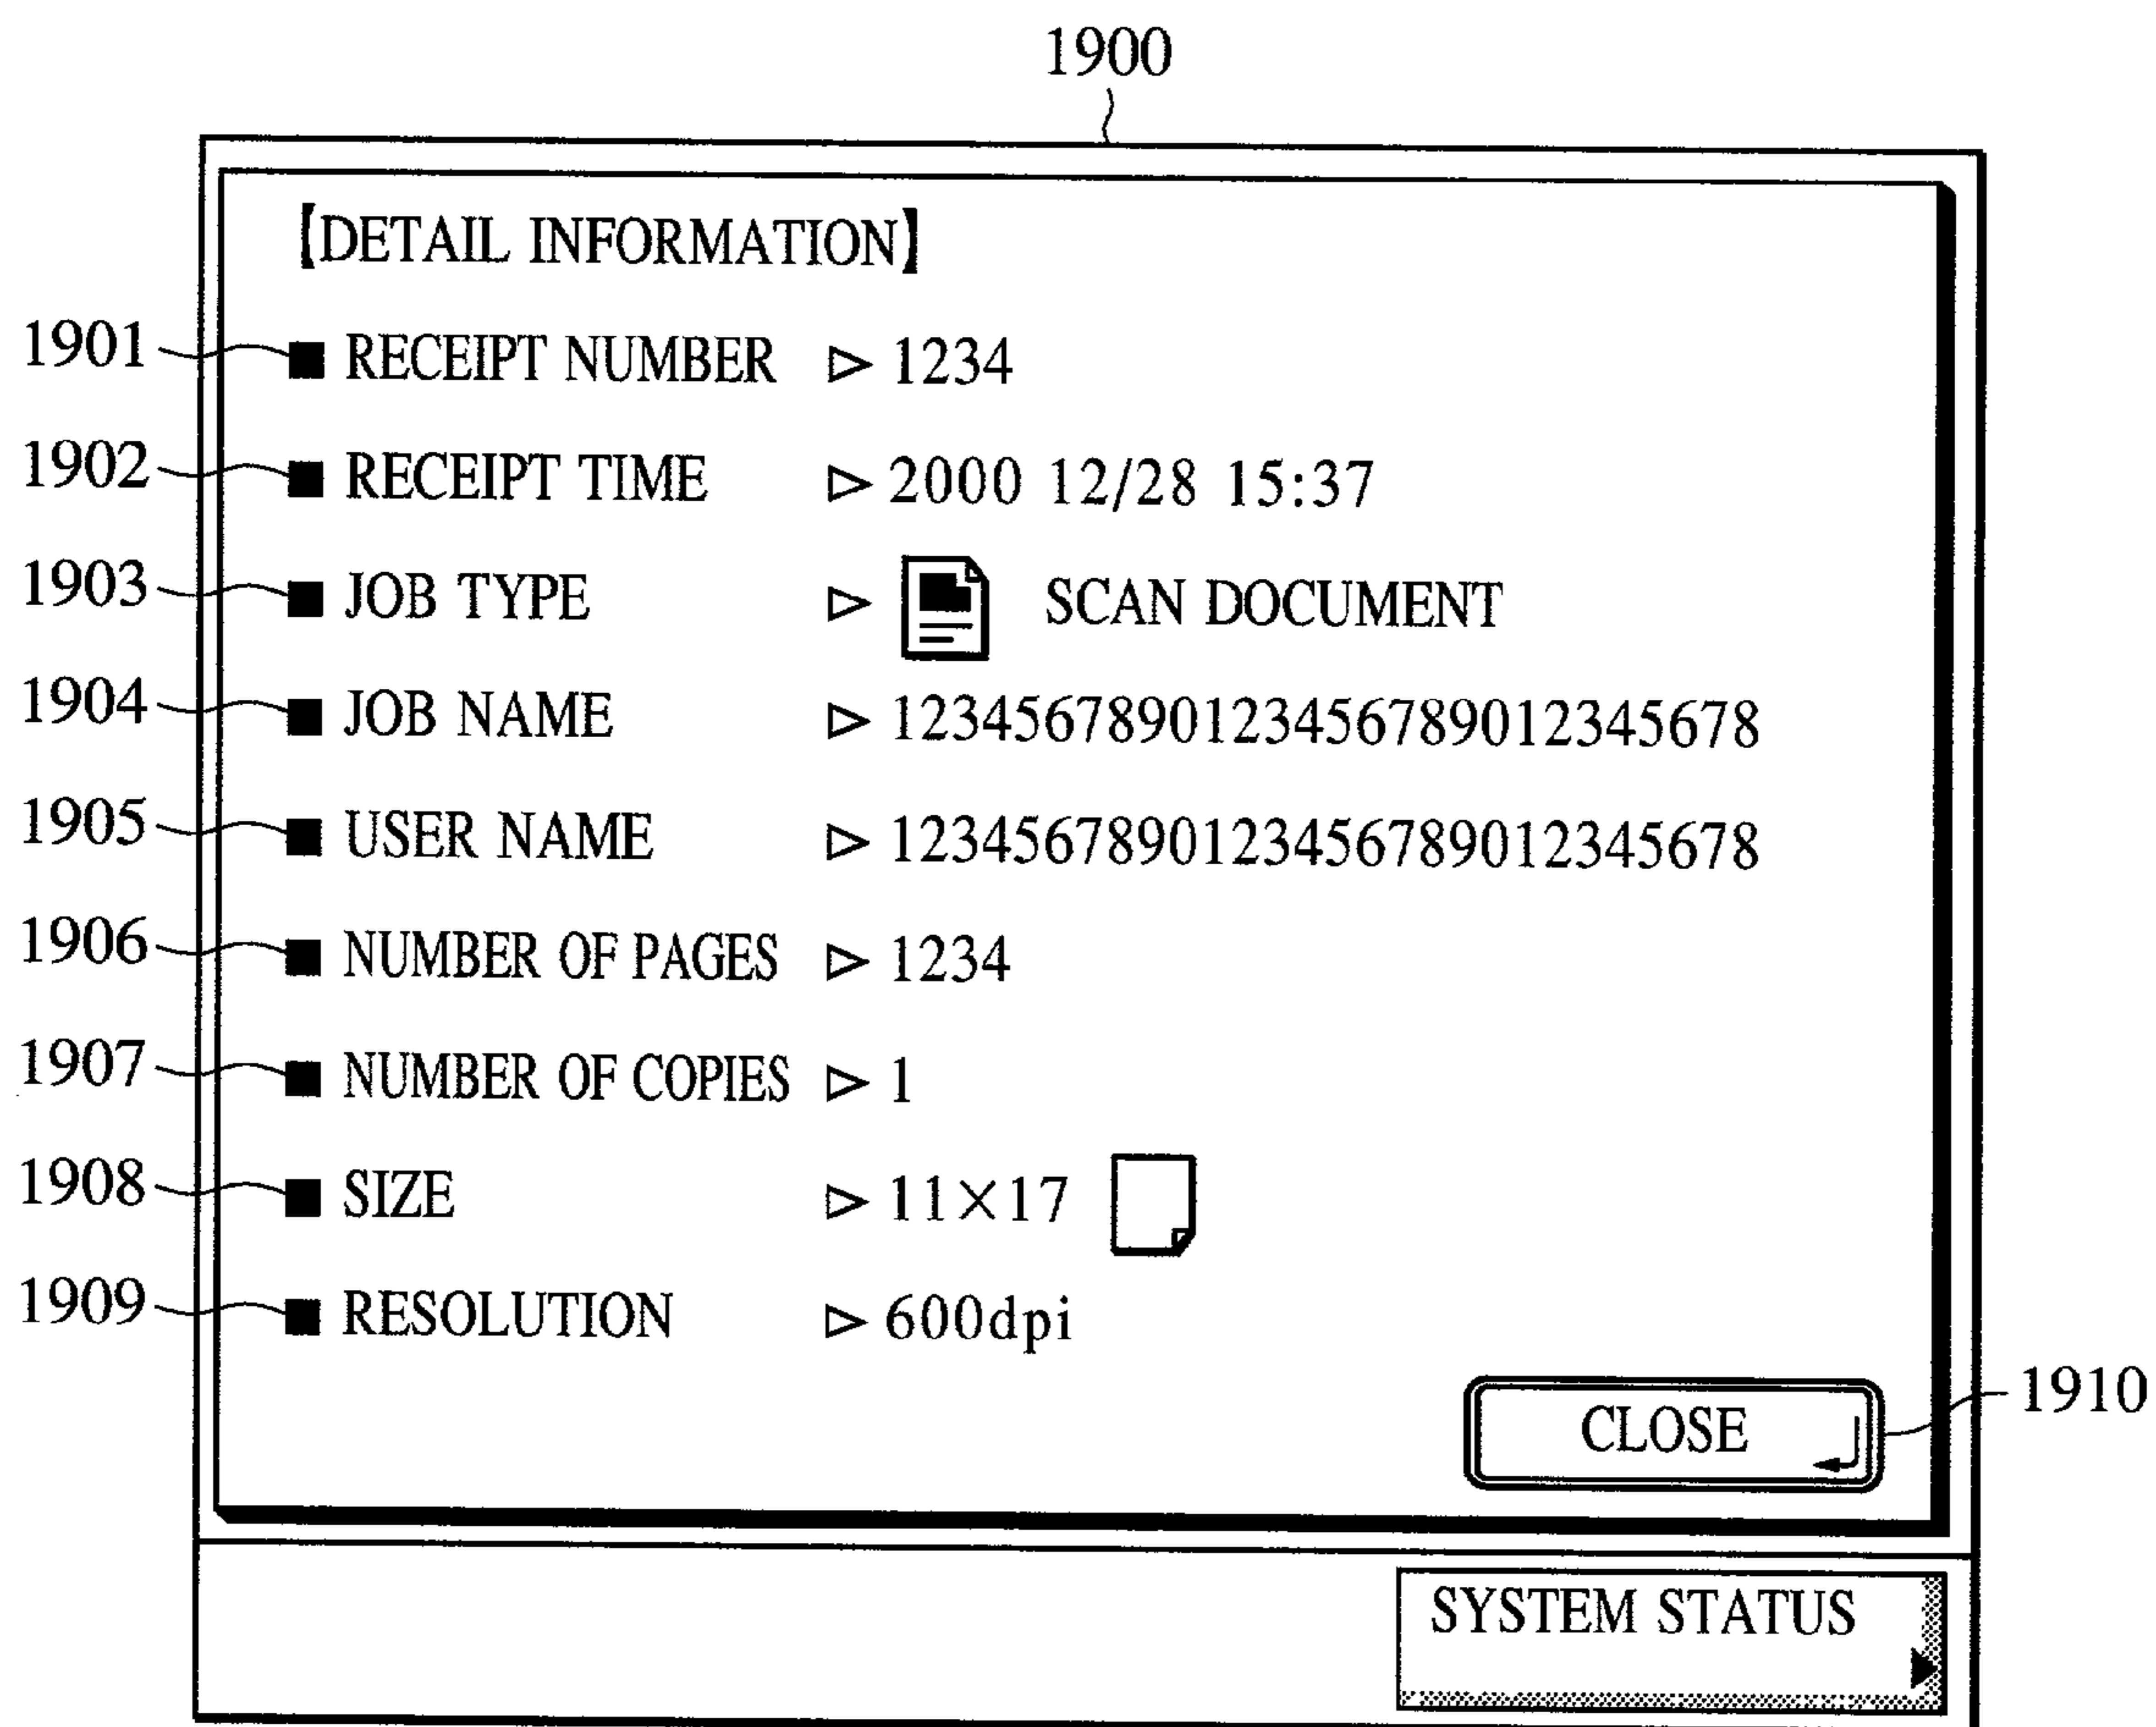 1900
【DETAIL INFORMATION】
1901 ■ RECEIPT NUMBER ▷ 1234
1902 ■ RECEIPT TIME ▷ 2000 12/28 15:37
1903 ■ JOB TYPE ▷ SCAN DOCUMENT
1904 ■ JOB NAME ▷ 1234567890123456789012345678
1905 ■ USER NAME ▷ 1234567890123456789012345678
1906 ■ NUMBER OF PAGES ▷ 1234
1907 ■ NUMBER OF COPIES ▷ 1
1908 ■ SIZE ▷ 11×17
1909 ■ RESOLUTION ▷ 600dpi
CLOSE 1910
SYSTEM STATUS